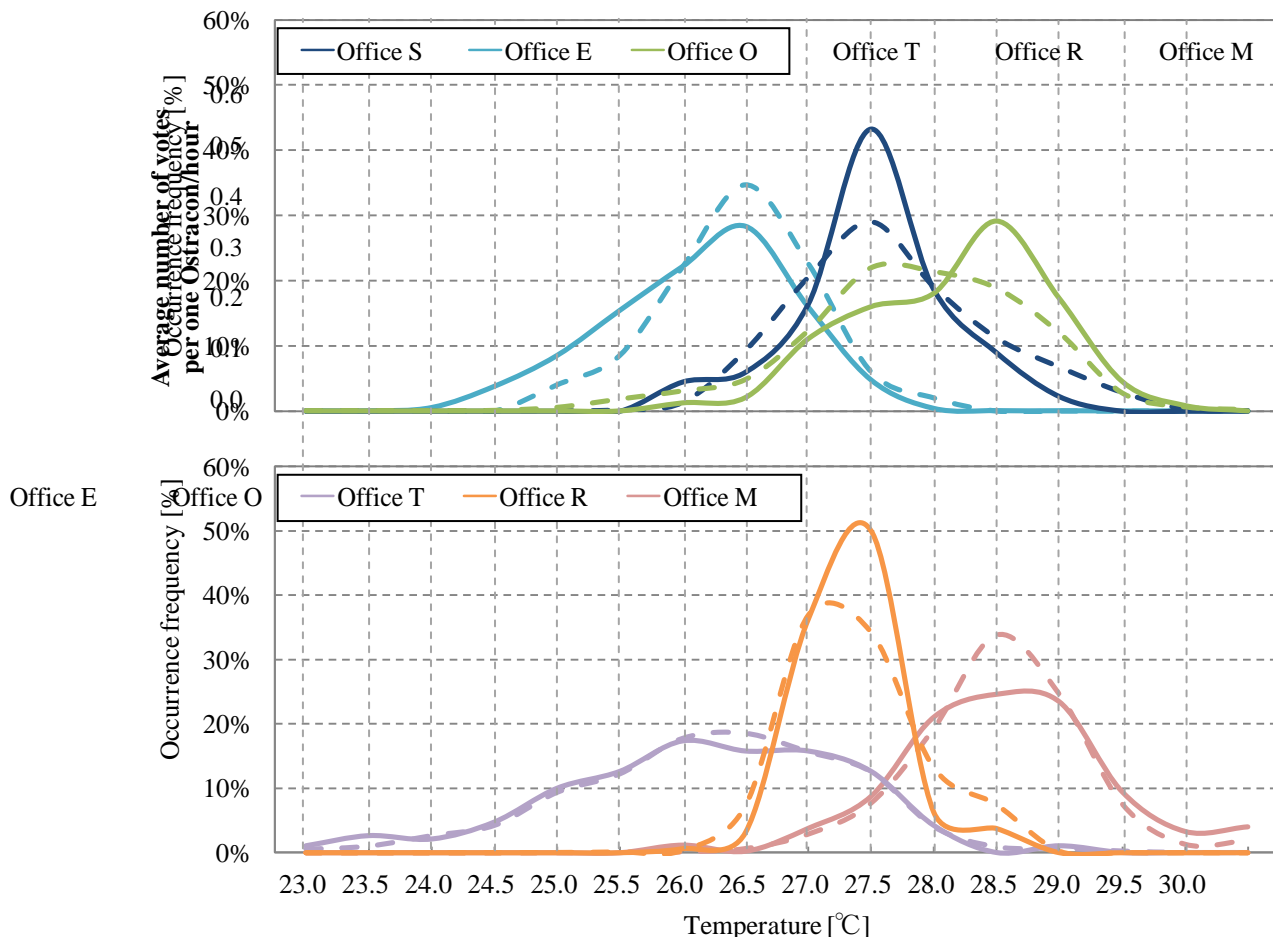 60%
Office S Office E Office O Office T Office R Office M
50%
0.6
40%
0.5
30%
0.4
0.3
20%
0.2
10%
0.1
0%
0.0
Occurrence frequency [%]
Average number of votes
per one Ostracon/hour
60%
Office E Office O Office T Office R Office M
50%
40%
30%
20%
10%
0%
Occurrence frequency [%]
23.0 23.5 24.0 24.5 25.0 25.5 26.0 26.5 27.0 27.5 28.0 28.5 29.0 29.5 30.0
Temperature [℃]